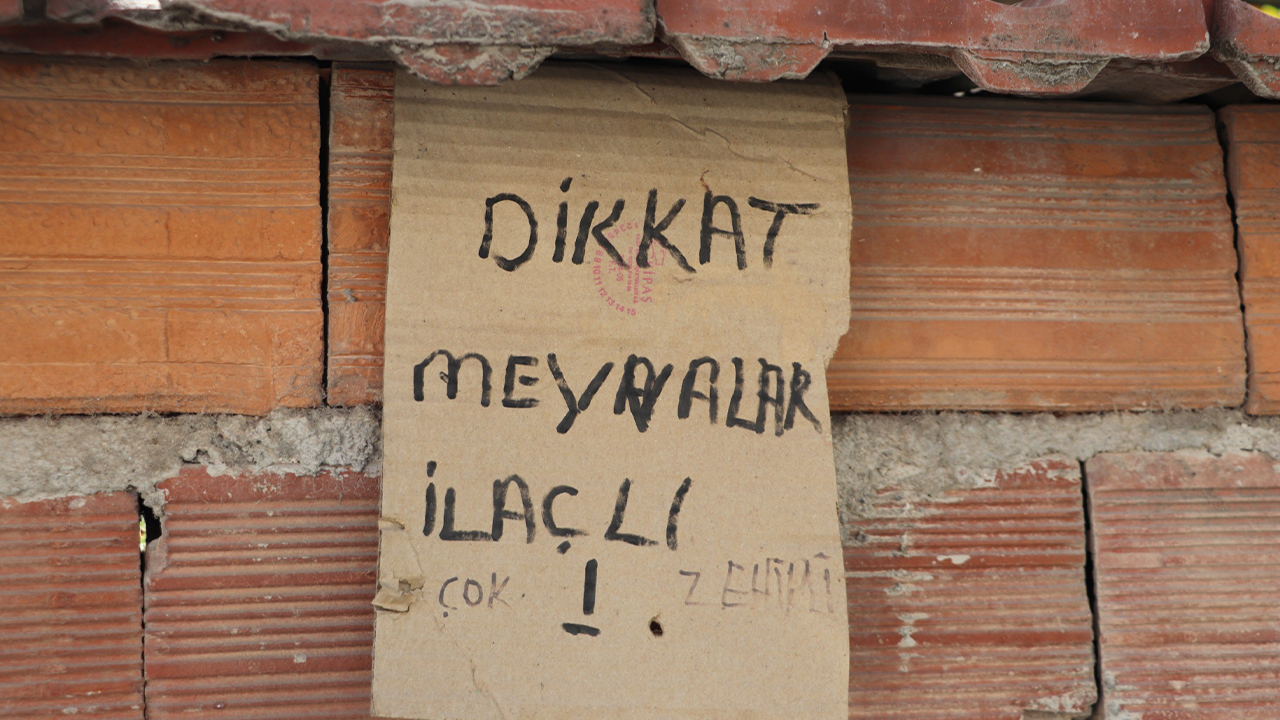 DİKKAT
MEYVALAR
İLAÇLI
ÇOK ! ZEHİRLİ